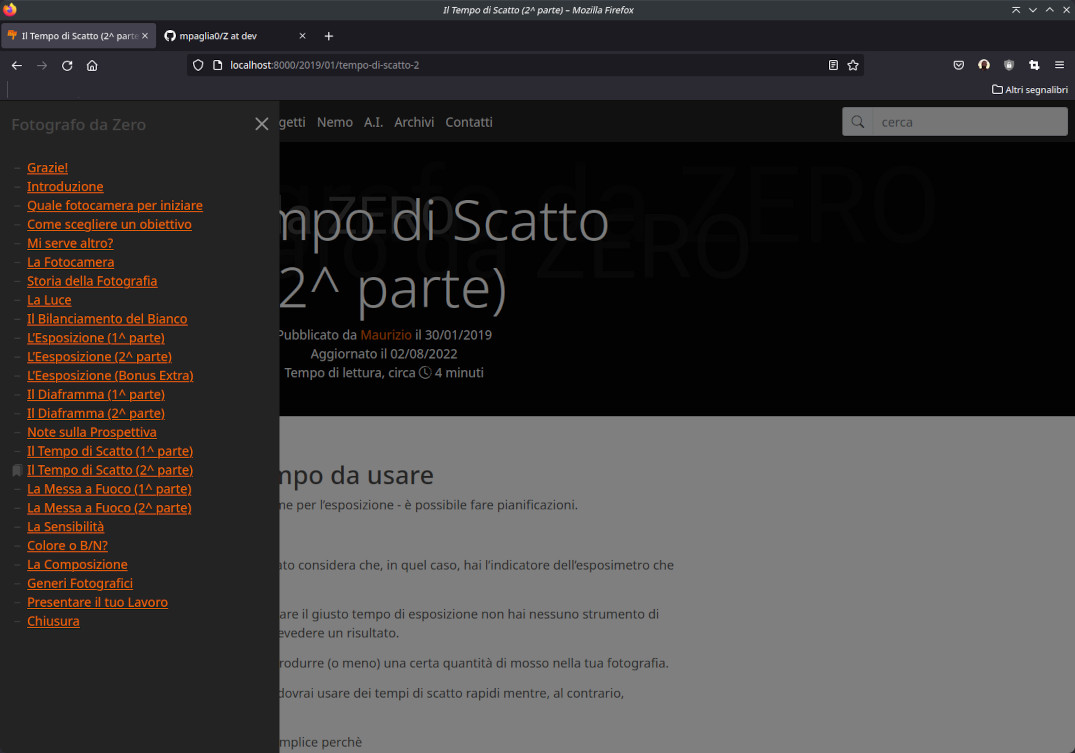 Il Tempo di Scatto (2^ parte) – Mozilla Firefox
Il Tempo di Scatto (2^ parte
mpaglia0/Z at dev
localhost:8000/2019/01/tempo-di-scatto-2
Altri segnalibri
Fotografo da Zero
getti Nemo A.I. Archivi Contatti
cerca
Grazie!
Introduzione
Quale fotocamera per iniziare
Come scegliere un obiettivo
Mi serve altro?
La Fotocamera
Storia della Fotografia
La Luce
Il Bilanciamento del Bianco
L'Esposizione (1^ parte)
L'Eesposizione (2^ parte)
L'Eesposizione (Bonus Extra)
Il Diaframma (1^ parte)
Il Diaframma (2^ parte)
Note sulla Prospettiva
Il Tempo di Scatto (1^ parte)
Il Tempo di Scatto (2^ parte)
La Messa a Fuoco (1^ parte)
La Messa a Fuoco (2^ parte)
La Sensibilità
Colore o B/N?
La Composizione
Generi Fotografici
Presentare il tuo Lavoro
Chiusura
da ZERO
da ZERO
da ZERO
mpo di Scatto
2^ parte)
Pubblicato da Maurizio il 30/01/2019
Aggiornato il 02/08/2022
Tempo di lettura, circa 4 minuti
mpo da usare
ne per l'esposizione - è possibile fare pianificazioni.
ato considera che, in quel caso, hai l'indicatore dell'esposimetro che
are il giusto tempo di esposizione non hai nessuno strumento di
evedere un risultato.
rodurre (o meno) una certa quantità di mosso nella tua fotografia.
dovrai usare dei tempi di scatto rapidi mentre, al contrario,
mplice perchè